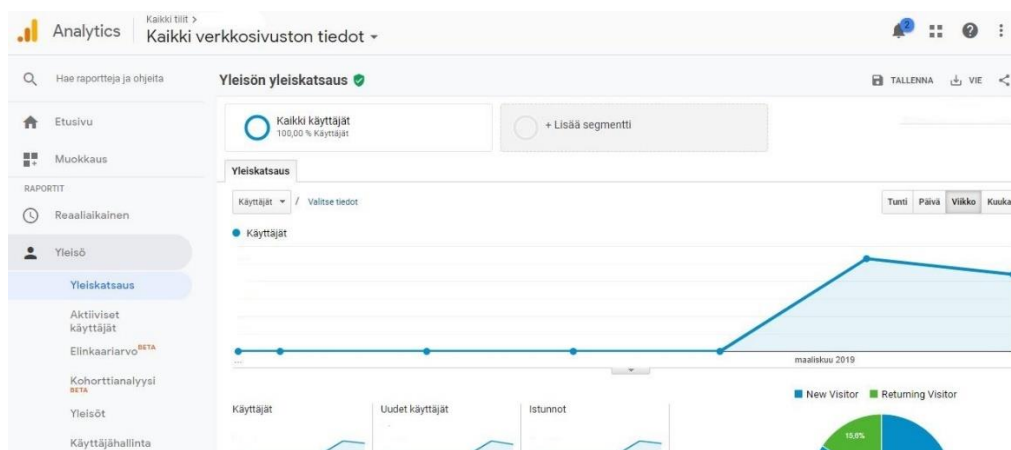 Analytics
Kaikki tilit >
Kaikki verkkosivuston tiedot
2
Hae raportteja ja ohjeita
Yleisön yleiskatsaus
TALLENNA
VIE
Etusivu
Muokkaus
RAPORTIT
Reaaliaikainen
Yleisö
Yleiskatsaus
Aktiiviset
käyttäjät
Elinkaariarvo BETA
Kohorttianalyysi
BETA
Yleisöt
Käyttäjähallinta
Kaikki käyttäjät
100,00 % Käyttäjät
+ Lisää segmentti
Yleiskatsaus
Käyttäjät / Valitse tiedot
Tunti Päivä Viikko Kuuka
Käyttäjät
...
maaliskuu 2019
New Visitor Returning Visitor
Käyttäjät
Uudet käyttäjät
Istunnot
15,6%